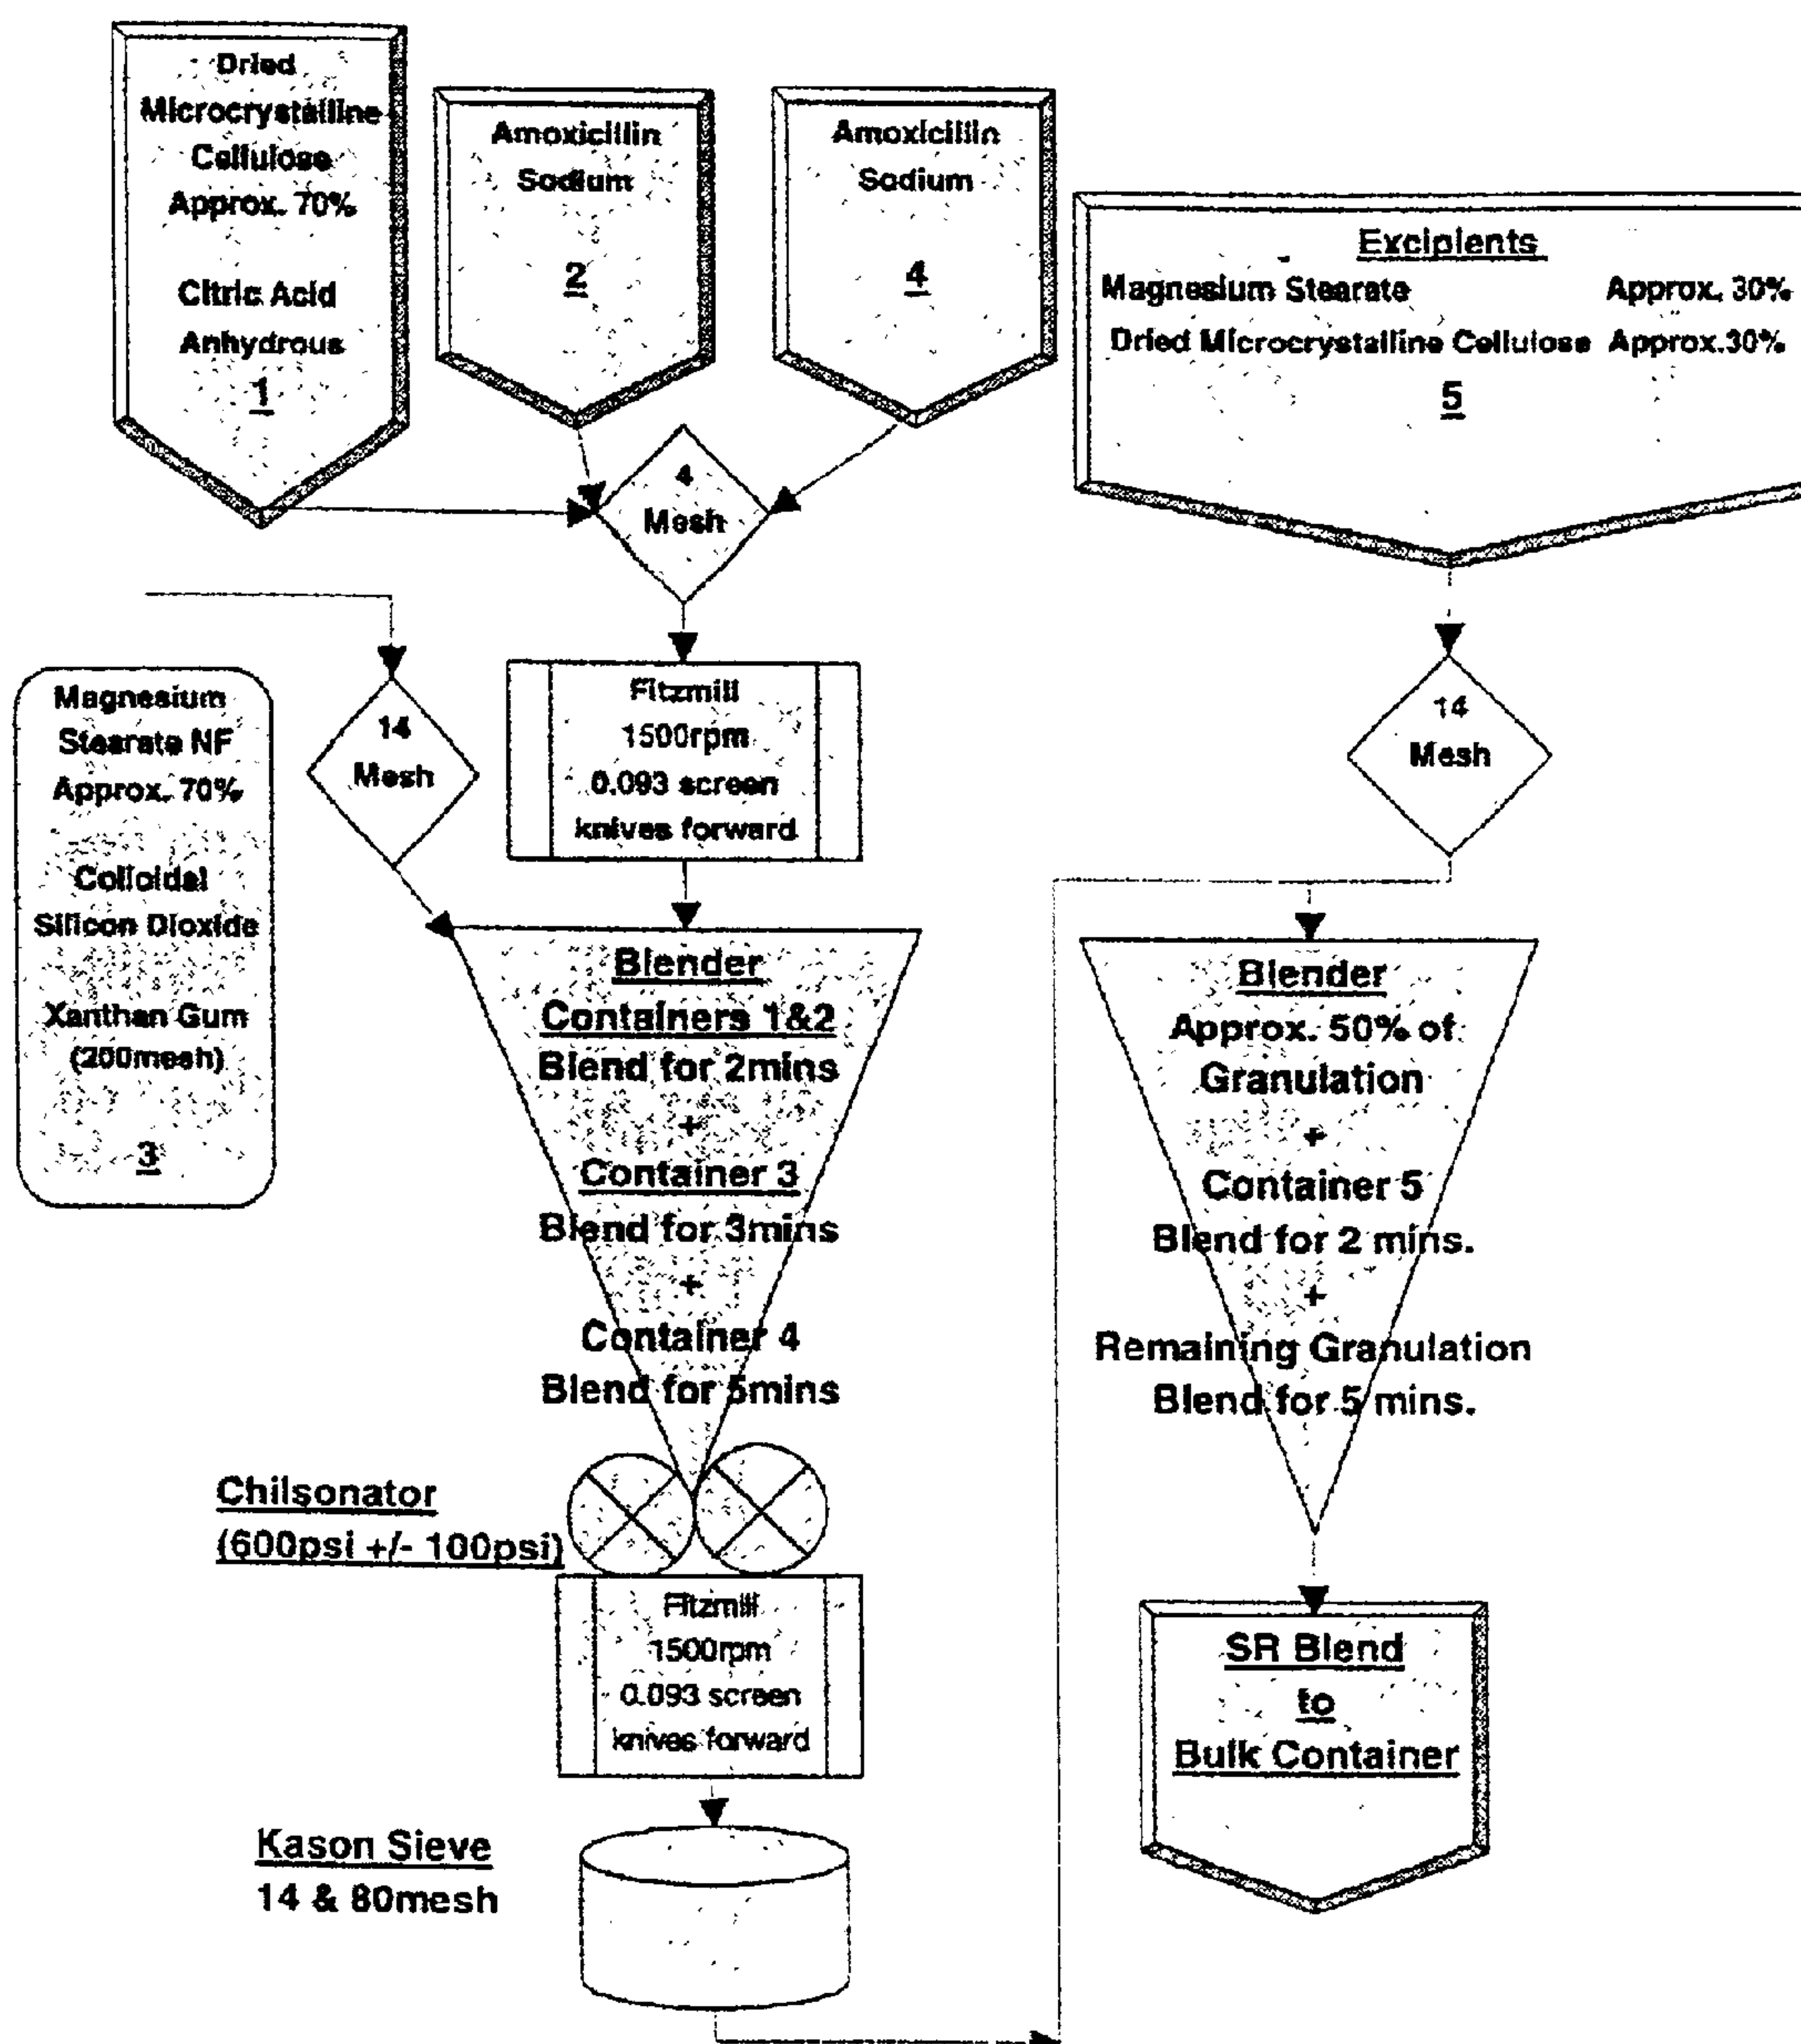 Dried
Microcrystalline
Cellulose
Approx. 70%
Citric Acid
Anhydrous
1
Amoxicillin
Sodium
2
Amoxicillin
Sodium
4
Excipients
Magnesium Stearate Approx. 30%
Dried Microcrystalline Cellulose Approx.30%
5
4
Mesh
Magnesium
Stearate NF
Approx. 70%
Colloidal
Silicon Dioxide
Xanthan Gum
(200mesh)
3
14
Mesh
Fitzmill
1500rpm
0.093 screen
knives forward
14
Mesh
Blender
Containers 1&2
Blend for 2mins
+
Container 3
Blend for 3mins
+
Container 4
Blend for 5mins
Blender
Approx. 50% of
Granulation
+
Container 5
Blend for 2 mins.
+
Remaining Granulation
Blend for 5 mins.
Chilsonator
(600psi +/- 100psi)
Fitzmill
1500rpm
0.093 screen
knives forward
SR Blend
to
Bulk Container
Kason Sieve
14 & 80mesh